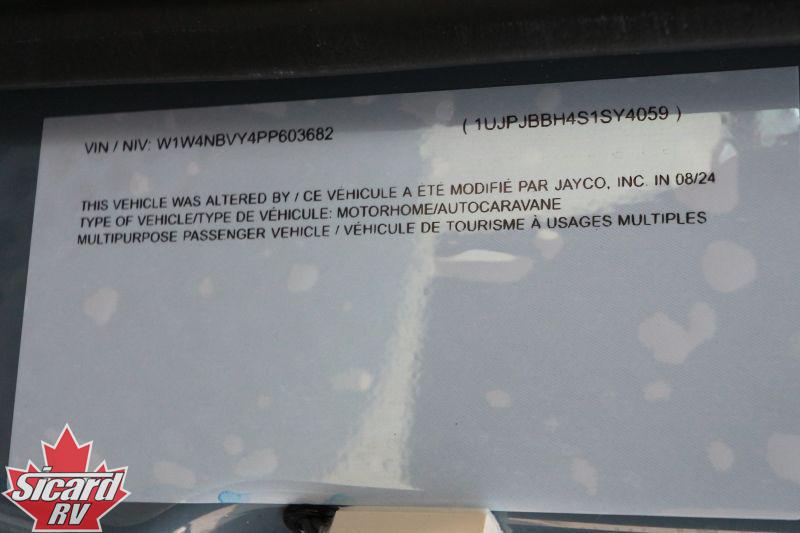 VIN / NIV: W1W4NBVY4PP603682 ( 1UJPJBBH4S1SY4059 )
THIS VEHICLE WAS ALTERED BY / CE VÉHICULE A ÉTÉ MODIFIÉ PAR JAYCO, INC. IN 08/24
TYPE OF VEHICLE/TYPE DE VÉHICULE: MOTORHOME/AUTOCARAVANE
MULTIPURPOSE PASSENGER VEHICLE / VÉHICULE DE TOURISME À USAGES MULTIPLES
Sicard
RV